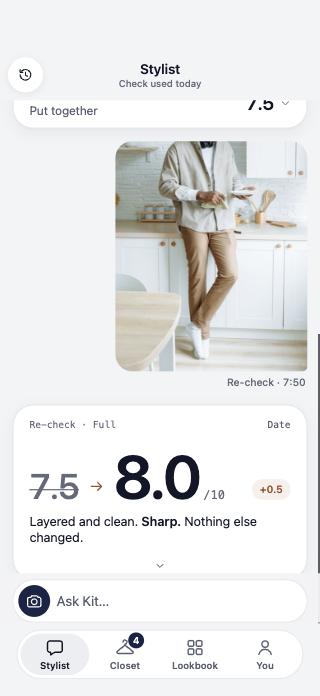 Stylist
Check used today
Put together
7.5
Re-check · 7:50
Re-check · Full
Date
7.5 → 8.0 /10
+0.5
Layered and clean. Sharp. Nothing else
changed.
Ask Kit...
4
Stylist
Closet
Lookbook
You